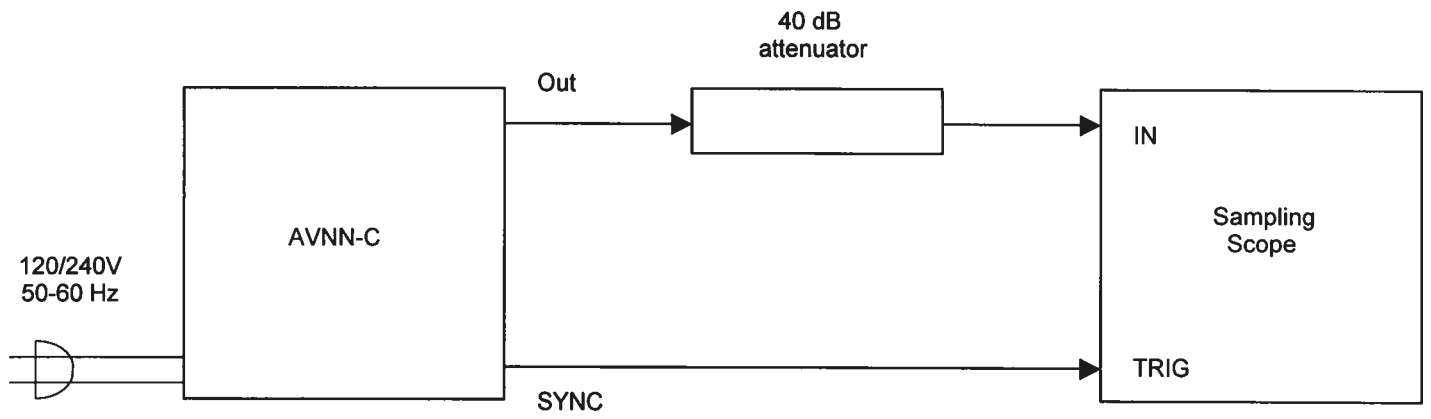 40 dB
attenuator
Out
IN
AVNN-C
Sampling
Scope
120/240V
50-60 Hz
TRIG
SYNC